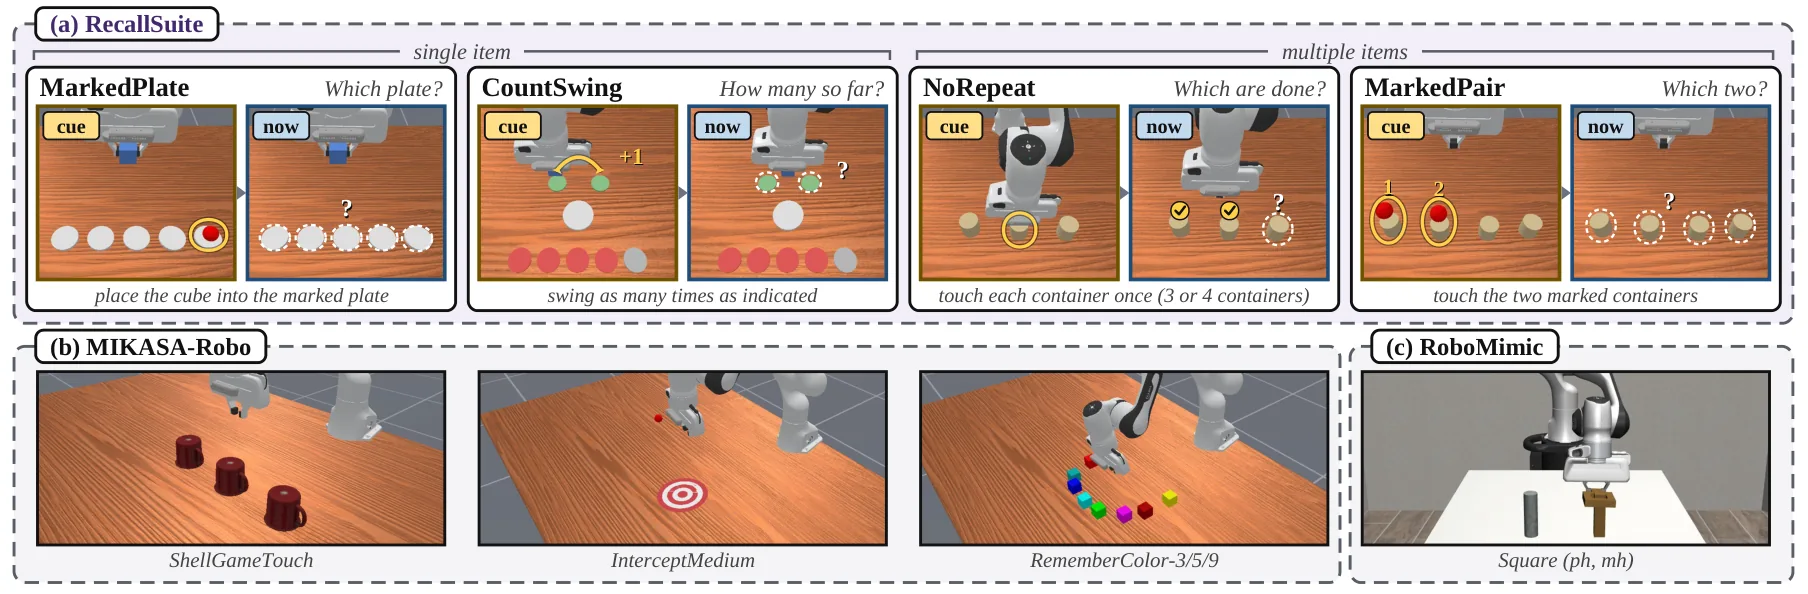 (a) RecallSuite
single item
multiple items
MarkedPlate
Which plate?
cue
now
?
place the cube into the marked plate
CountSwing
How many so far?
cue
+1
now
?
swing as many times as indicated
NoRepeat
Which are done?
cue
now
?
touch each container once (3 or 4 containers)
MarkedPair
Which two?
cue
1
2
now
?
touch the two marked containers
(b) MIKASA-Robo
ShellGameTouch
InterceptMedium
RememberColor-3/5/9
(c) RoboMimic
Square (ph, mh)